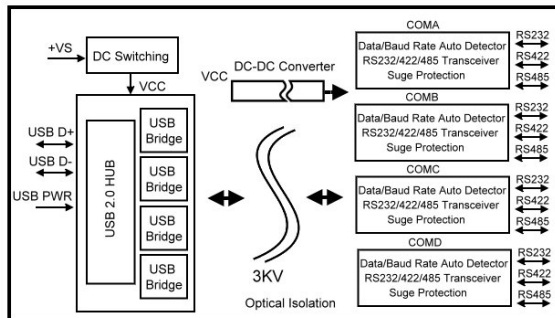 +VS
DC Switching
VCC
USB D+
USB D-
USB PWR
USB 2.0 HUB
USB
Bridge
USB
Bridge
USB
Bridge
USB
Bridge
DC-DC Converter
VCC
3KV
Optical Isolation
COMA
Data/Baud Rate Auto Detector
RS232/422/485 Transceiver
Suge Protection
RS232
RS422
RS485
COMB
Data/Baud Rate Auto Detector
RS232/422/485 Transceiver
Suge Protection
RS232
RS422
RS485
COMC
Data/Baud Rate Auto Detector
RS232/422/485 Transceiver
Suge Protection
RS232
RS422
RS485
COMD
Data/Baud Rate Auto Detector
RS232/422/485 Transceiver
Suge Protection
RS232
RS422
RS485